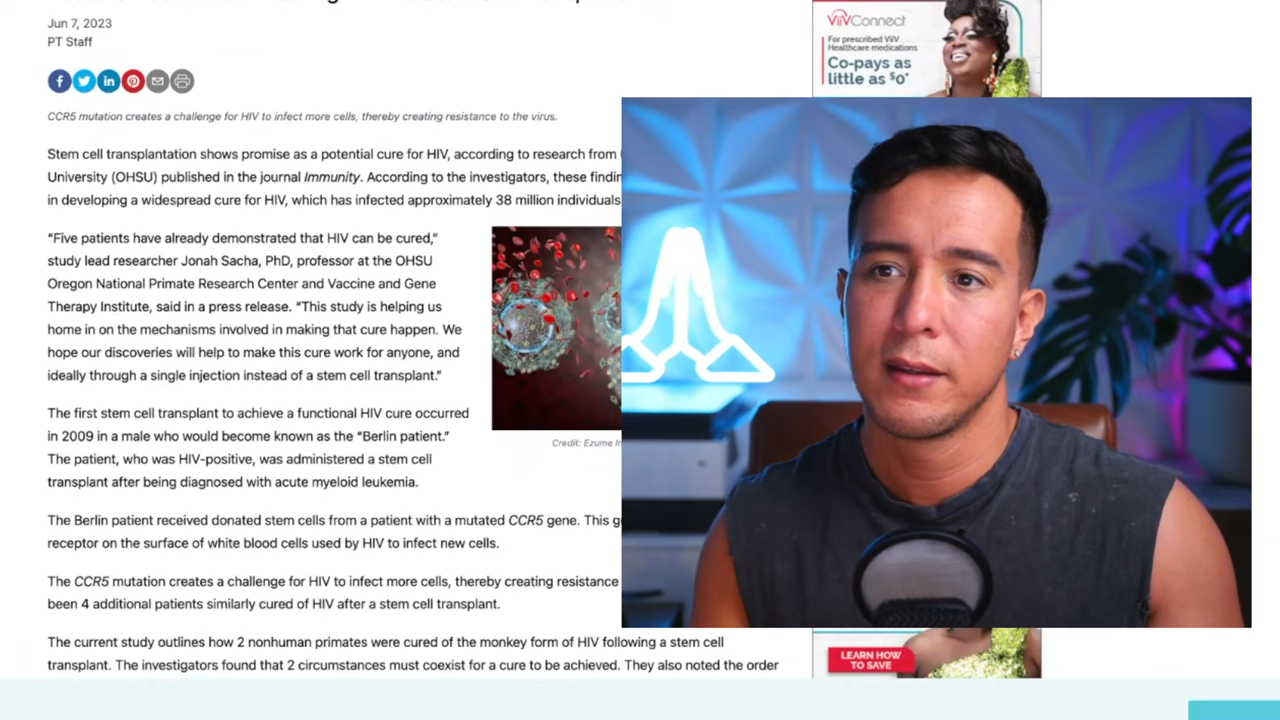 Jun 7, 2023
PT Staff
CCR5 mutation creates a challenge for HIV to infect more cells, thereby creating resistance to the virus.
Stem cell transplantation shows promise as a potential cure for HIV, according to research from
University (OHSU) published in the journal Immunity. According to the investigators, these
in developing a widespread cure for HIV, which has infected approximately 38 million individuals
“Five patients have already demonstrated that HIV can be cured,”
study lead researcher Jonah Sacha, PhD, professor at the OHSU
Oregon National Primate Research Center and Vaccine and Gene
Therapy Institute, said in a press release. “This study is helping us
home in on the mechanisms involved in making that cure happen. We
hope our discoveries will help to make this cure work for anyone, and
ideally through a single injection instead of a stem cell transplant.”
Credit: Ezume
The first stem cell transplant to achieve a functional HIV cure occurred
in 2009 in a male who would become known as the “Berlin patient.”
The patient, who was HIV-positive, was administered a stem cell
transplant after being diagnosed with acute myeloid leukemia.
The Berlin patient received donated stem cells from a patient with a mutated CCR5 gene. This
receptor on the surface of white blood cells used by HIV to infect new cells.
The CCR5 mutation creates a challenge for HIV to infect more cells, thereby creating resistance
been 4 additional patients similarly cured of HIV after a stem cell transplant.
The current study outlines how 2 nonhuman primates were cured of the monkey form of HIV following a stem cell
transplant. The investigators found that 2 circumstances must coexist for a cure to be achieved. They also noted the order
ViiVConnect
For prescribed ViiV
Healthcare medications
Co-pays as
little as $0*
LEARN HOW
TO SAVE